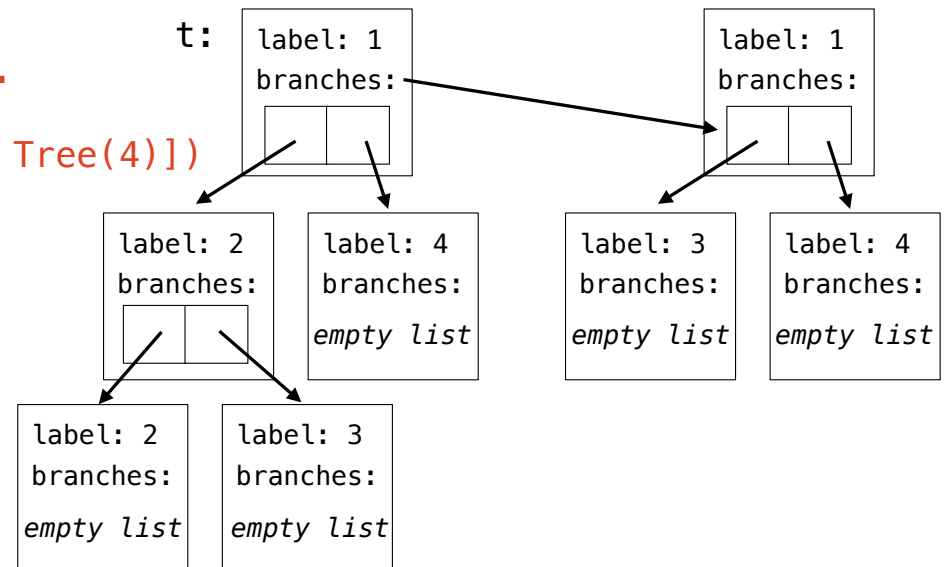 t:
label: 1
branches:
label: 1
branches:
.
Tree(4)])
label: 2
branches:
label: 4
branches:
empty list
label: 3
branches:
empty list
label: 4
branches:
empty list
label: 2
branches:
empty list
label: 3
branches:
empty list